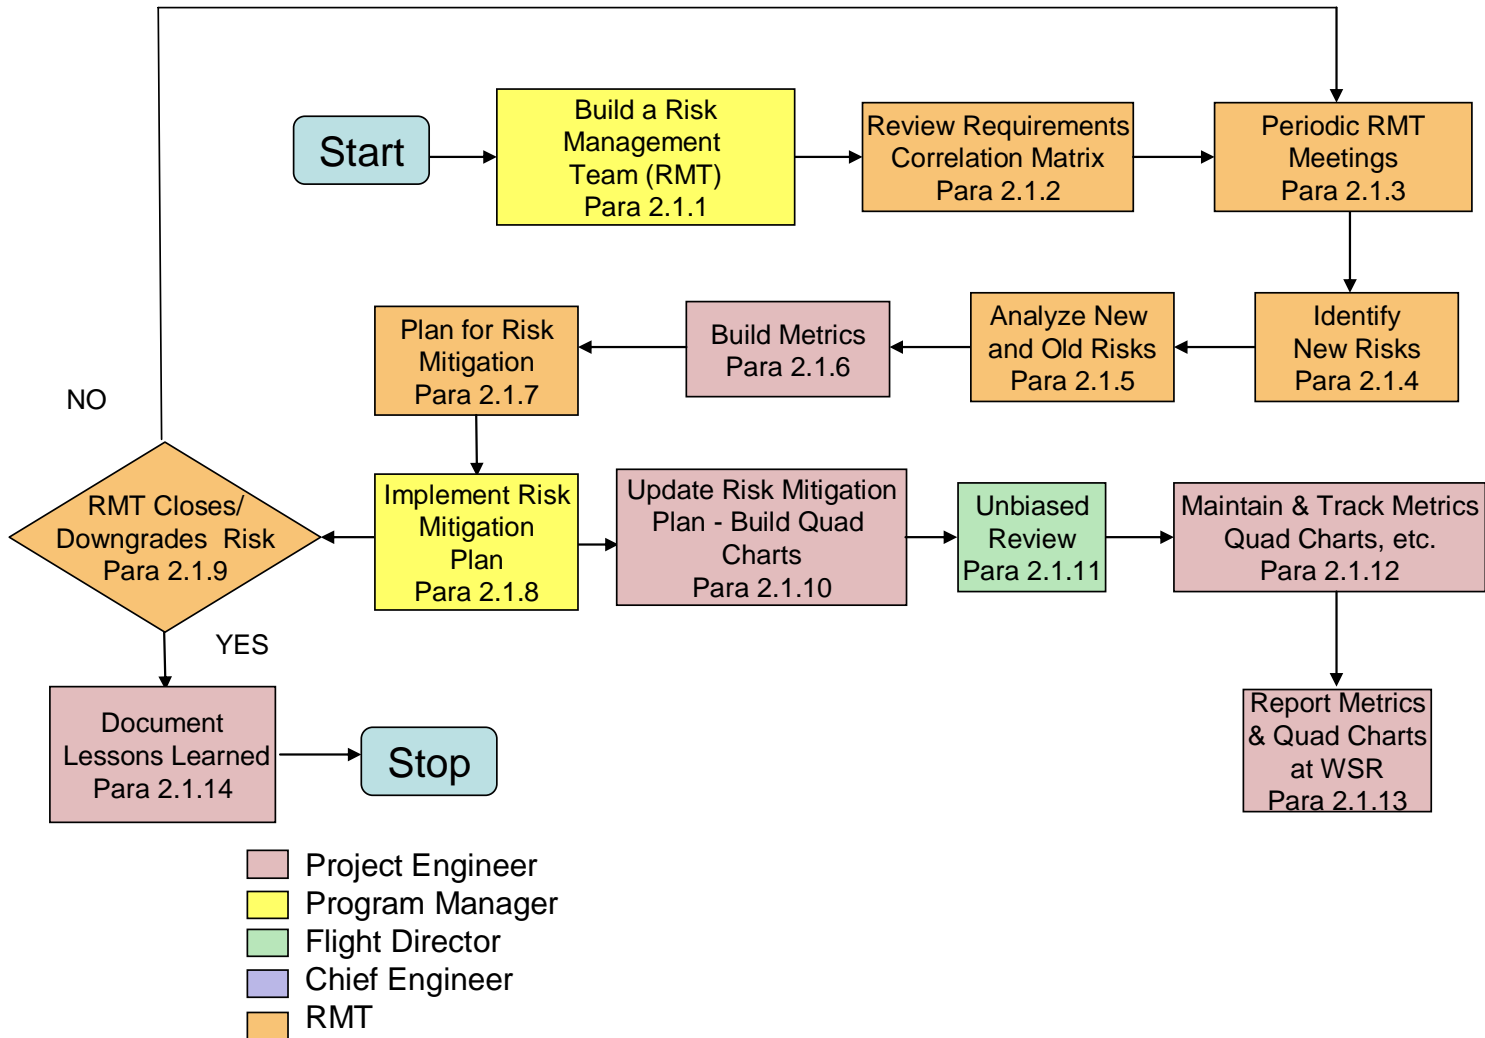 Start
Build a Risk
Management
Team (RMT)
Para 2.1.1
Review Requirements
Correlation Matrix
Para 2.1.2
Periodic RMT
Meetings
Para 2.1.3
Identify
New Risks
Para 2.1.4
Analyze New
and Old Risks
Para 2.1.5
Build Metrics
Para 2.1.6
Plan for Risk
Mitigation
Para 2.1.7
Implement Risk
Mitigation
Plan
Para 2.1.8
NO
RMT Closes/
Downgrades Risk
Para 2.1.9
YES
Update Risk Mitigation
Plan - Build Quad
Charts
Para 2.1.10
Unbiased
Review
Para 2.1.11
Maintain & Track Metrics
Quad Charts, etc.
Para 2.1.12
Report Metrics
& Quad Charts
at WSR
Para 2.1.13
Document
Lessons Learned
Para 2.1.14
Stop
Project Engineer
Program Manager
Flight Director
Chief Engineer
RMT